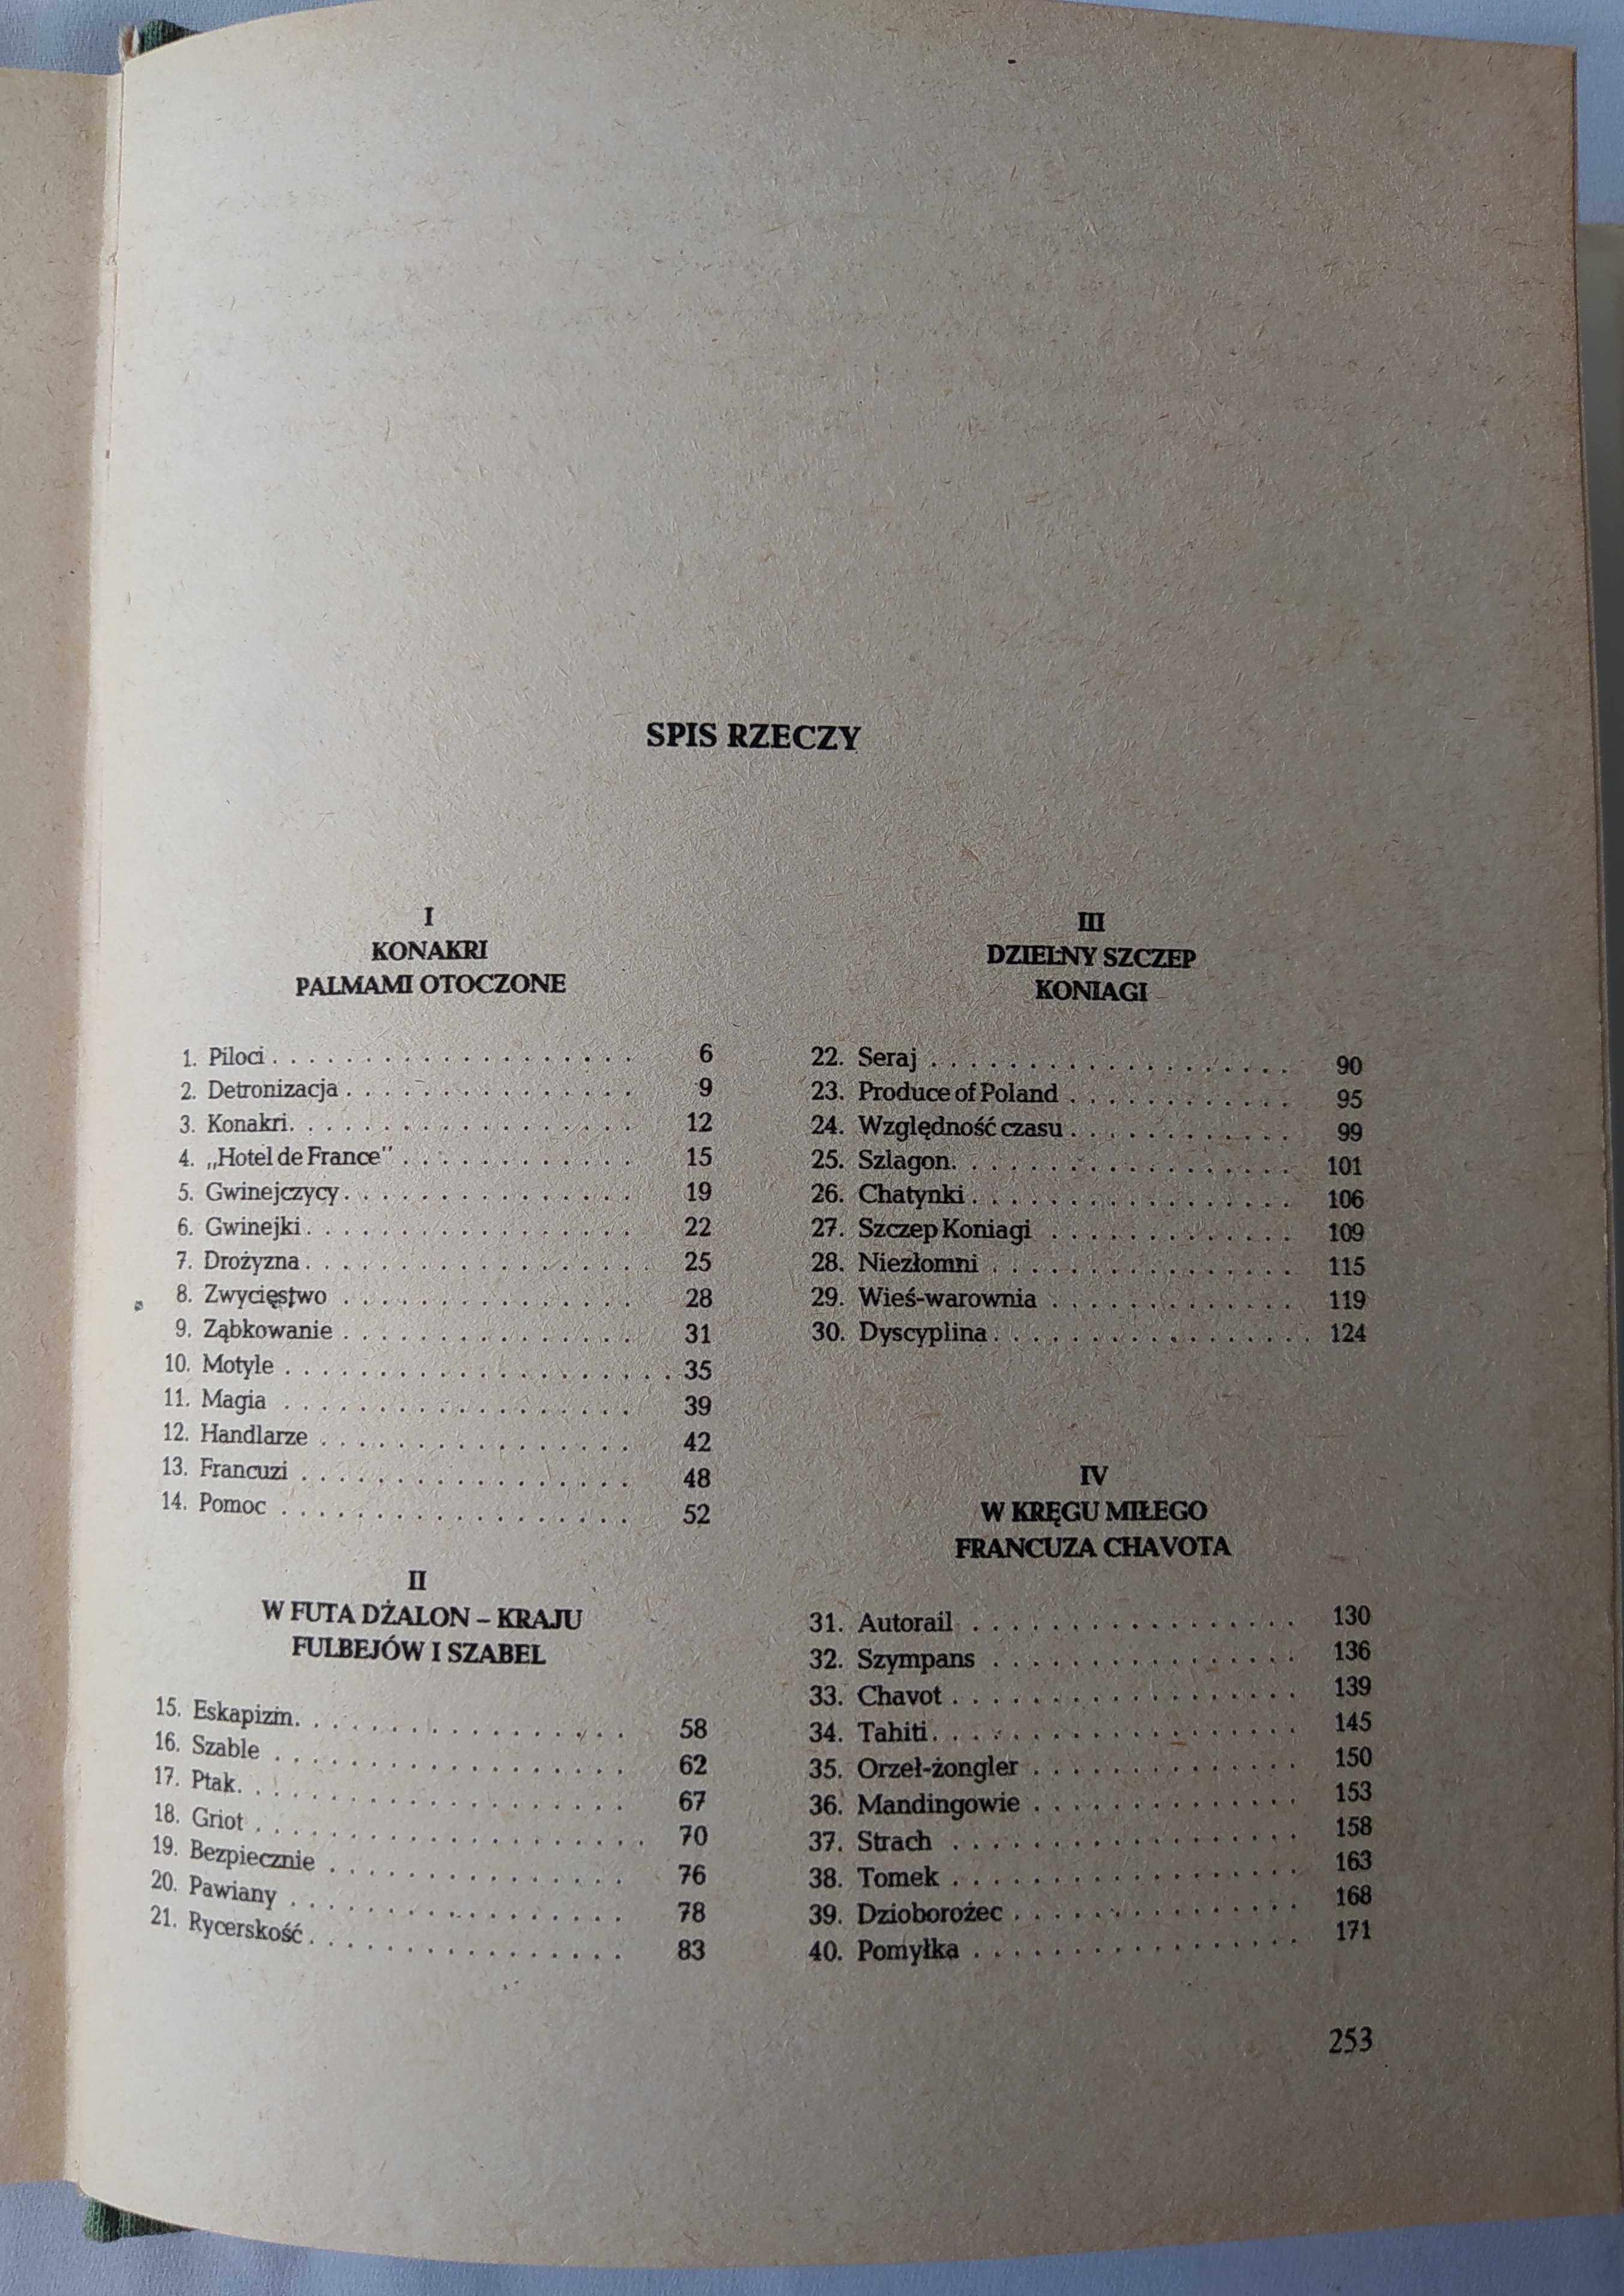 SPIS RZECZY
I
KONAKRI
PALMAMI OTOCZONE
1. Piloci . . . . . . . . . . . . . . . . . . . 6
2. Detronizacja . . . . . . . . . . . . . . . 9
3. Konakri. . . . . . . . . . . . . . . . . . 12
4. „Hotel de France" . . . . . . . . . . . . 15
5. Gwinejczycy . . . . . . . . . . . . . . . 19
6. Gwinejki . . . . . . . . . . . . . . . . . 22
7. Drożyzna . . . . . . . . . . . . . . . . . 25
8. Zwycięstwo . . . . . . . . . . . . . . . 28
9. Ząbkowanie . . . . . . . . . . . . . . . 31
10. Motyle . . . . . . . . . . . . . . . . . . 35
11. Magia . . . . . . . . . . . . . . . . . . 39
12. Handlarze . . . . . . . . . . . . . . . . 42
13. Francuzi . . . . . . . . . . . . . . . . . 48
14. Pomoc . . . . . . . . . . . . . . . . . . 52
II
W FUTA DŻALON – KRAJU
FULBEJÓW I SZABEL
15. Eskapizm. . . . . . . . . . . . . . . . . 58
16. Szable . . . . . . . . . . . . . . . . . . 62
17. Ptak. . . . . . . . . . . . . . . . . . . . 67
18. Griot . . . . . . . . . . . . . . . . . . . 70
19. Bezpiecznie . . . . . . . . . . . . . . . 76
20. Pawiany . . . . . . . . . . . . . . . . . 78
21. Rycerskość . . . . . . . . . . . . . . . 83
III
DZIELNY SZCZEP
KONIAGI
22. Seraj . . . . . . . . . . . . . . . . . . . 90
23. Produce of Poland . . . . . . . . . . . 95
24. Względność czasu . . . . . . . . . . . 99
25. Szlagon. . . . . . . . . . . . . . . . . . 101
26. Chatynki . . . . . . . . . . . . . . . . . 106
27. Szczep Koniagi . . . . . . . . . . . . . 109
28. Niezłomni . . . . . . . . . . . . . . . . 115
29. Wieś-warownia . . . . . . . . . . . . . 119
30. Dyscyplina . . . . . . . . . . . . . . . . 124
IV
W KRĘGU MIŁEGO
FRANCUZA CHAVOTA
31. Autorail . . . . . . . . . . . . . . . . . 130
32. Szympans . . . . . . . . . . . . . . . . 136
33. Chavot . . . . . . . . . . . . . . . . . . 139
34. Tahiti . . . . . . . . . . . . . . . . . . . 145
35. Orzeł-żongler . . . . . . . . . . . . . . 150
36. Mandingowie . . . . . . . . . . . . . . 153
37. Strach . . . . . . . . . . . . . . . . . . 158
38. Tomek . . . . . . . . . . . . . . . . . . 163
39. Dzioborożec . . . . . . . . . . . . . . . 168
40. Pomyłka . . . . . . . . . . . . . . . . . 171
253